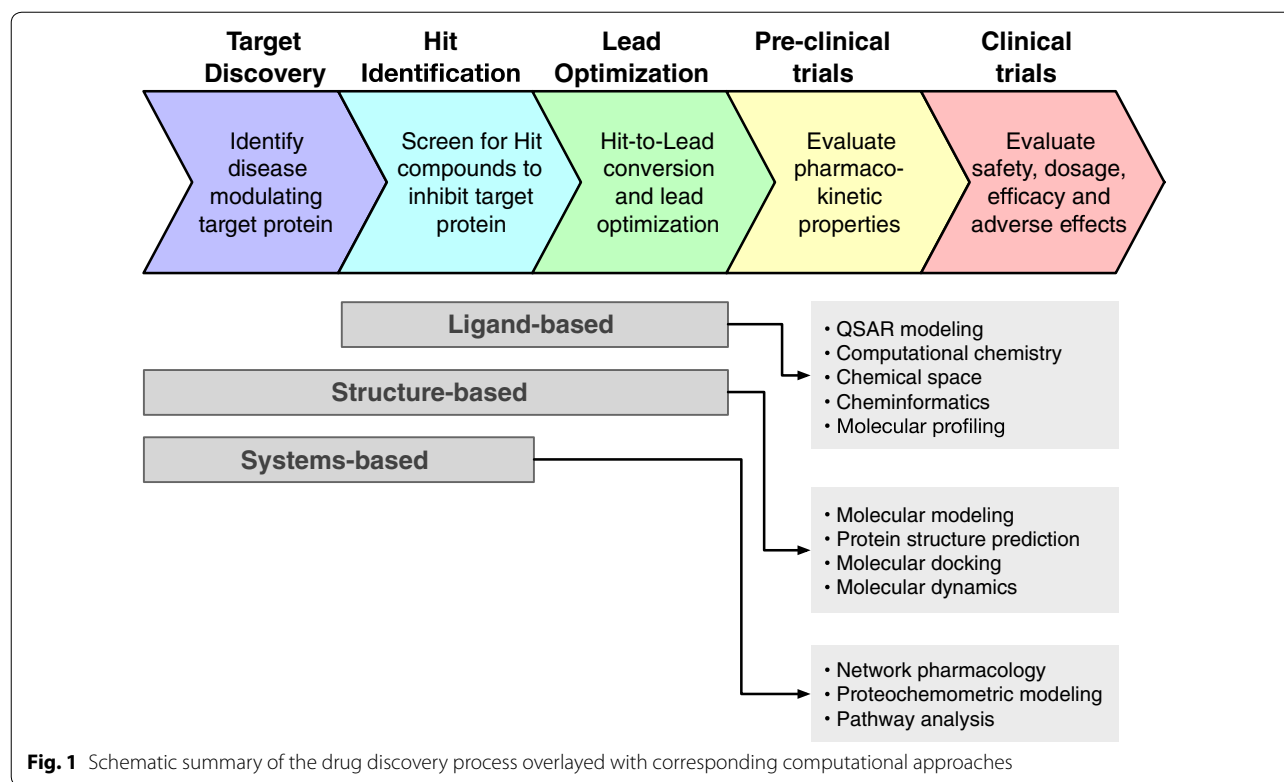 Target
Discovery
Hit
Identification
Lead
Optimization
Pre-clinical
trials
Clinical
trials
Identify
disease
modulating
target protein
Screen for Hit
compounds to
inhibit target
protein
Hit-to-Lead
conversion
and lead
optimization
Evaluate
pharmaco-
kinetic
properties
Evaluate
safety, dosage,
efficacy and
adverse effects
Ligand-based
• QSAR modeling
• Computational chemistry
• Chemical space
• Cheminformatics
• Molecular profiling
Structure-based
• Molecular modeling
• Protein structure prediction
• Molecular docking
• Molecular dynamics
Systems-based
• Network pharmacology
• Proteochemometric modeling
• Pathway analysis
Fig. 1 Schematic summary of the drug discovery process overlayed with corresponding computational approaches